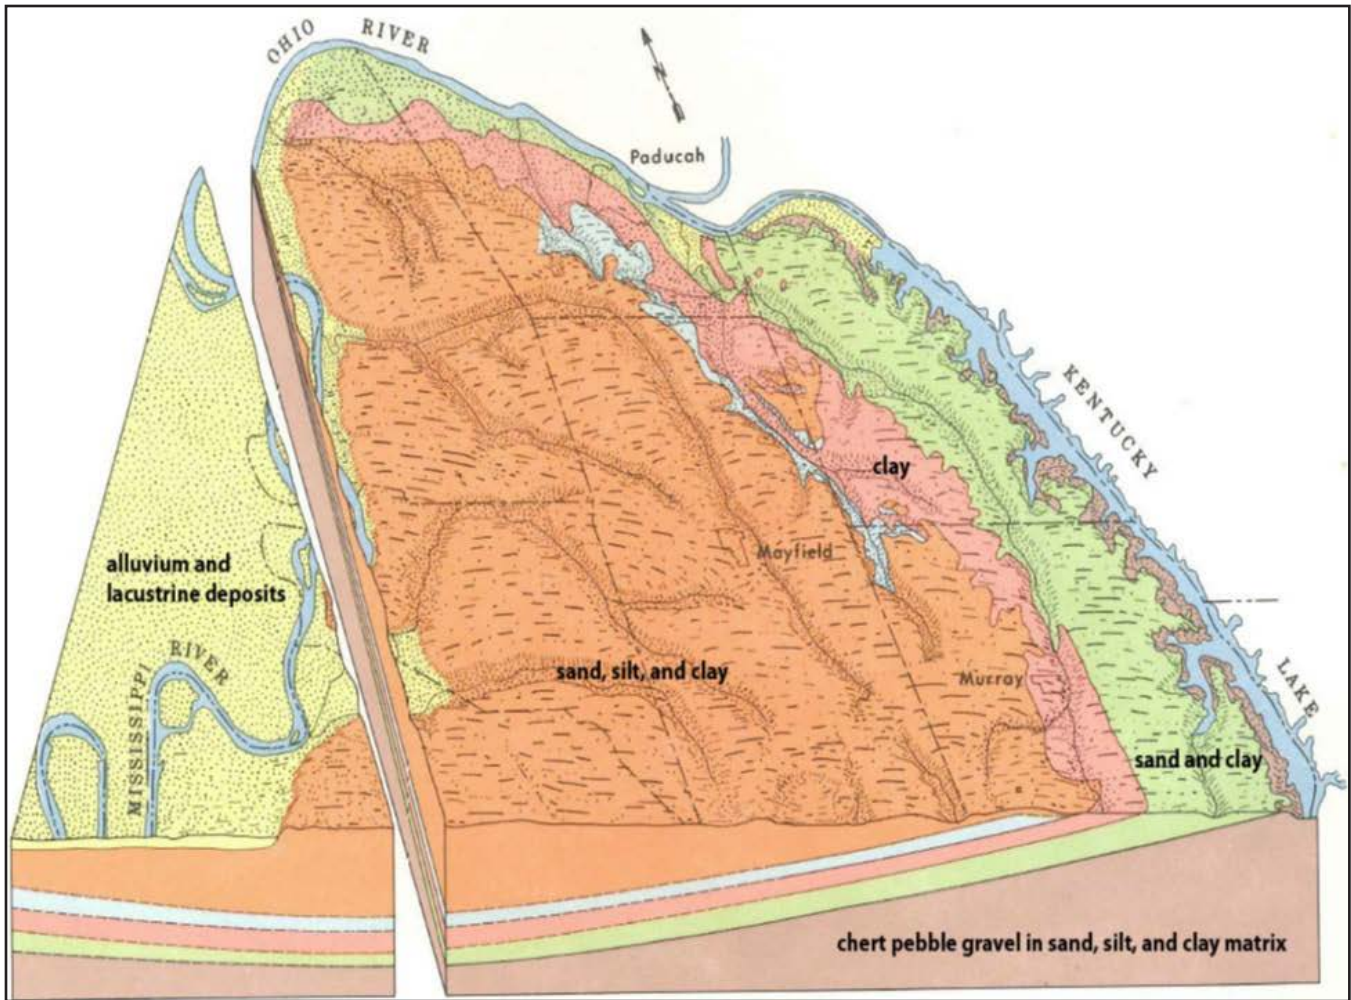 OHIO RIVER
N
Paducah
KENTUCKY
clay
Mayfield
alluvium and
lacustrine deposits
MISSISSIPPI RIVER
sand, silt, and clay
Murray
LAKE
sand and clay
chert pebble gravel in sand, silt, and clay matrix